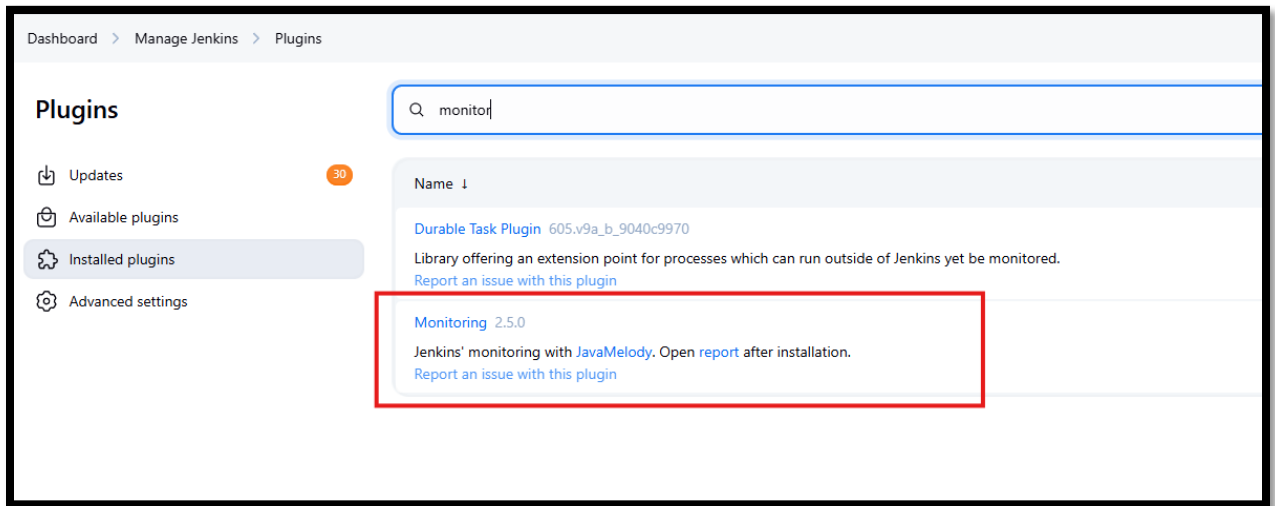 Dashboard > Manage Jenkins > Plugins
Plugins
monitor
Updates 30
Available plugins
Installed plugins
Advanced settings
Name ↓
Durable Task Plugin 605.v9a_b_9040c9970
Library offering an extension point for processes which can run outside of Jenkins yet be monitored.
Report an issue with this plugin
Monitoring 2.5.0
Jenkins' monitoring with JavaMelody. Open report after installation.
Report an issue with this plugin